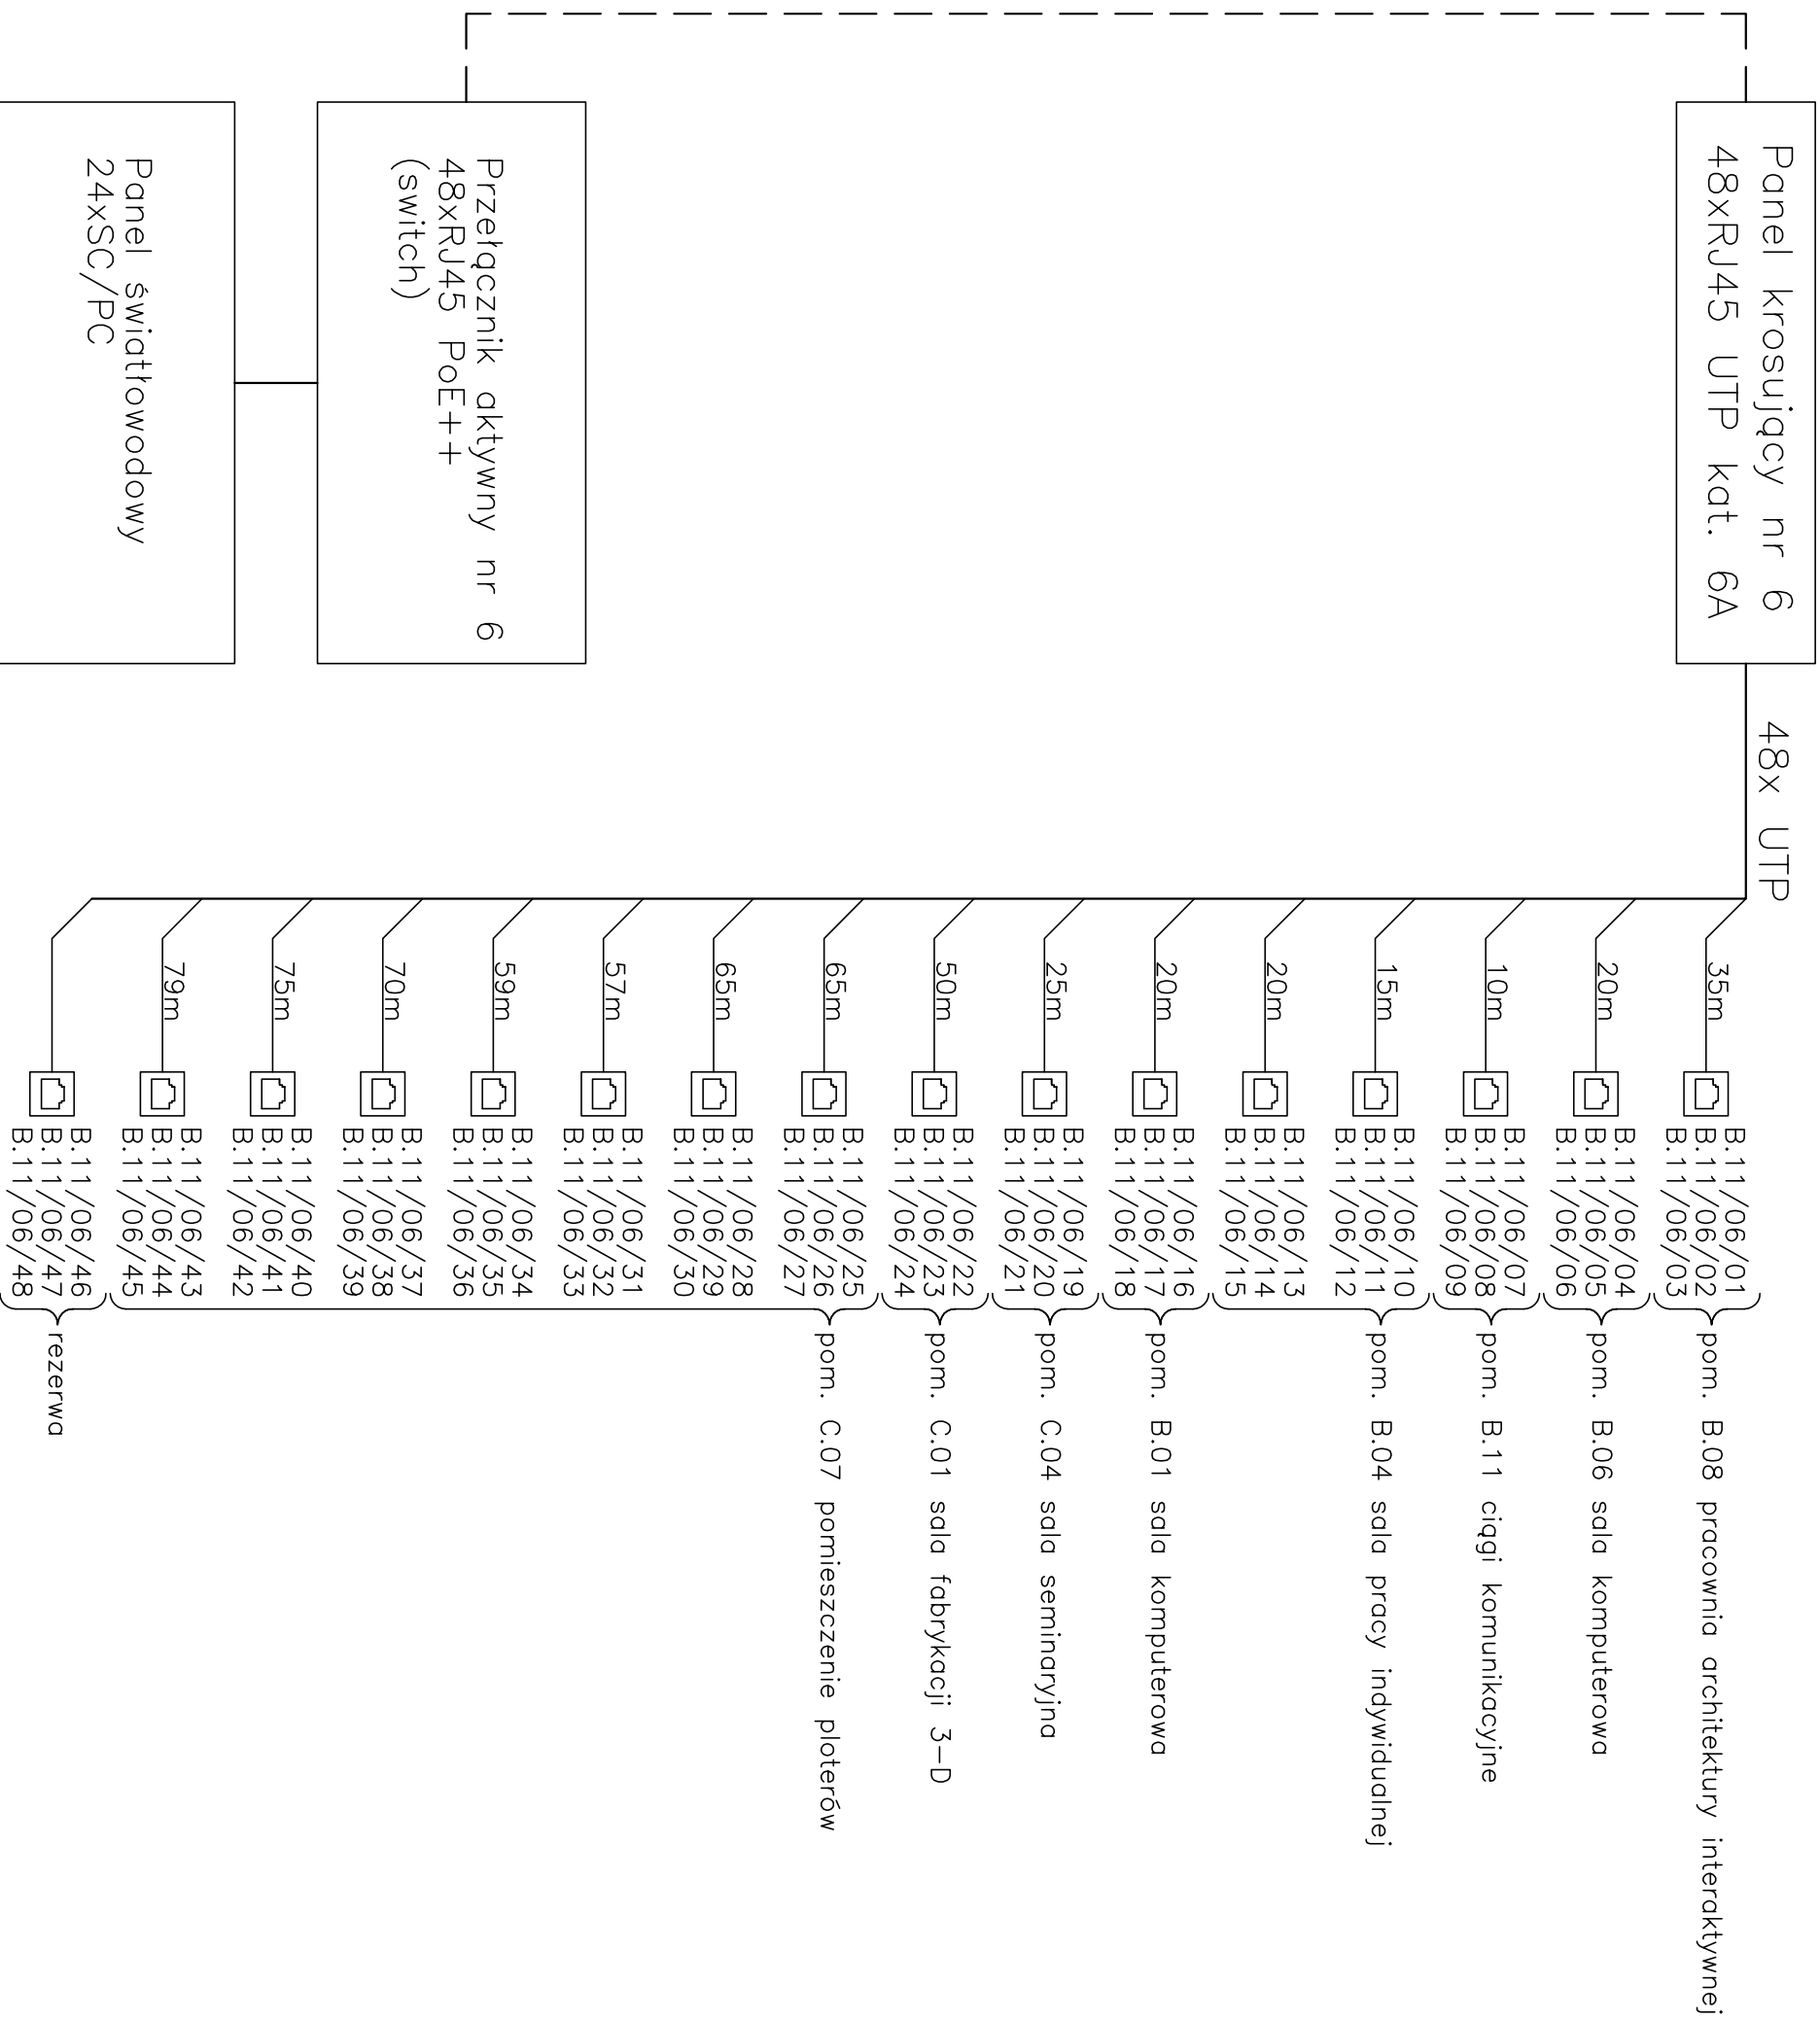 Panel krosujący nr 6
48xRJ45 UTP kat. 6A
48x UTP
35m
B.11/06/01
B.11/06/02
B.11/06/03
pom. B.08 pracownia architektury interaktywnej
20m
B.11/06/04
B.11/06/05
B.11/06/06
pom. B.06 sala komputerowa
10m
B.11/06/07
B.11/06/08
B.11/06/09
pom. B.11 ciągi komunikacyjne
15m
B.11/06/10
B.11/06/11
B.11/06/12
pom. B.04 sala pracy indywidualnej
20m
B.11/06/13
B.11/06/14
B.11/06/15
20m
B.11/06/16
B.11/06/17
B.11/06/18
pom. B.01 sala komputerowa
25m
B.11/06/19
B.11/06/20
B.11/06/21
pom. C.04 sala seminaryjna
50m
B.11/06/22
B.11/06/23
B.11/06/24
pom. C.01 sala fabrykacji 3-D
65m
B.11/06/25
B.11/06/26
B.11/06/27
pom. C.07 pomieszczenie ploterów
65m
B.11/06/28
B.11/06/29
B.11/06/30
57m
B.11/06/31
B.11/06/32
B.11/06/33
59m
B.11/06/34
B.11/06/35
B.11/06/36
70m
B.11/06/37
B.11/06/38
B.11/06/39
75m
B.11/06/40
B.11/06/41
B.11/06/42
79m
B.11/06/43
B.11/06/44
B.11/06/45
B.11/06/46
B.11/06/47
B.11/06/48
rezerwa
Przełącznik aktywny nr 6
48xRJ45 PoE++
(switch)
Panel światłowodowy
24xSC/PC